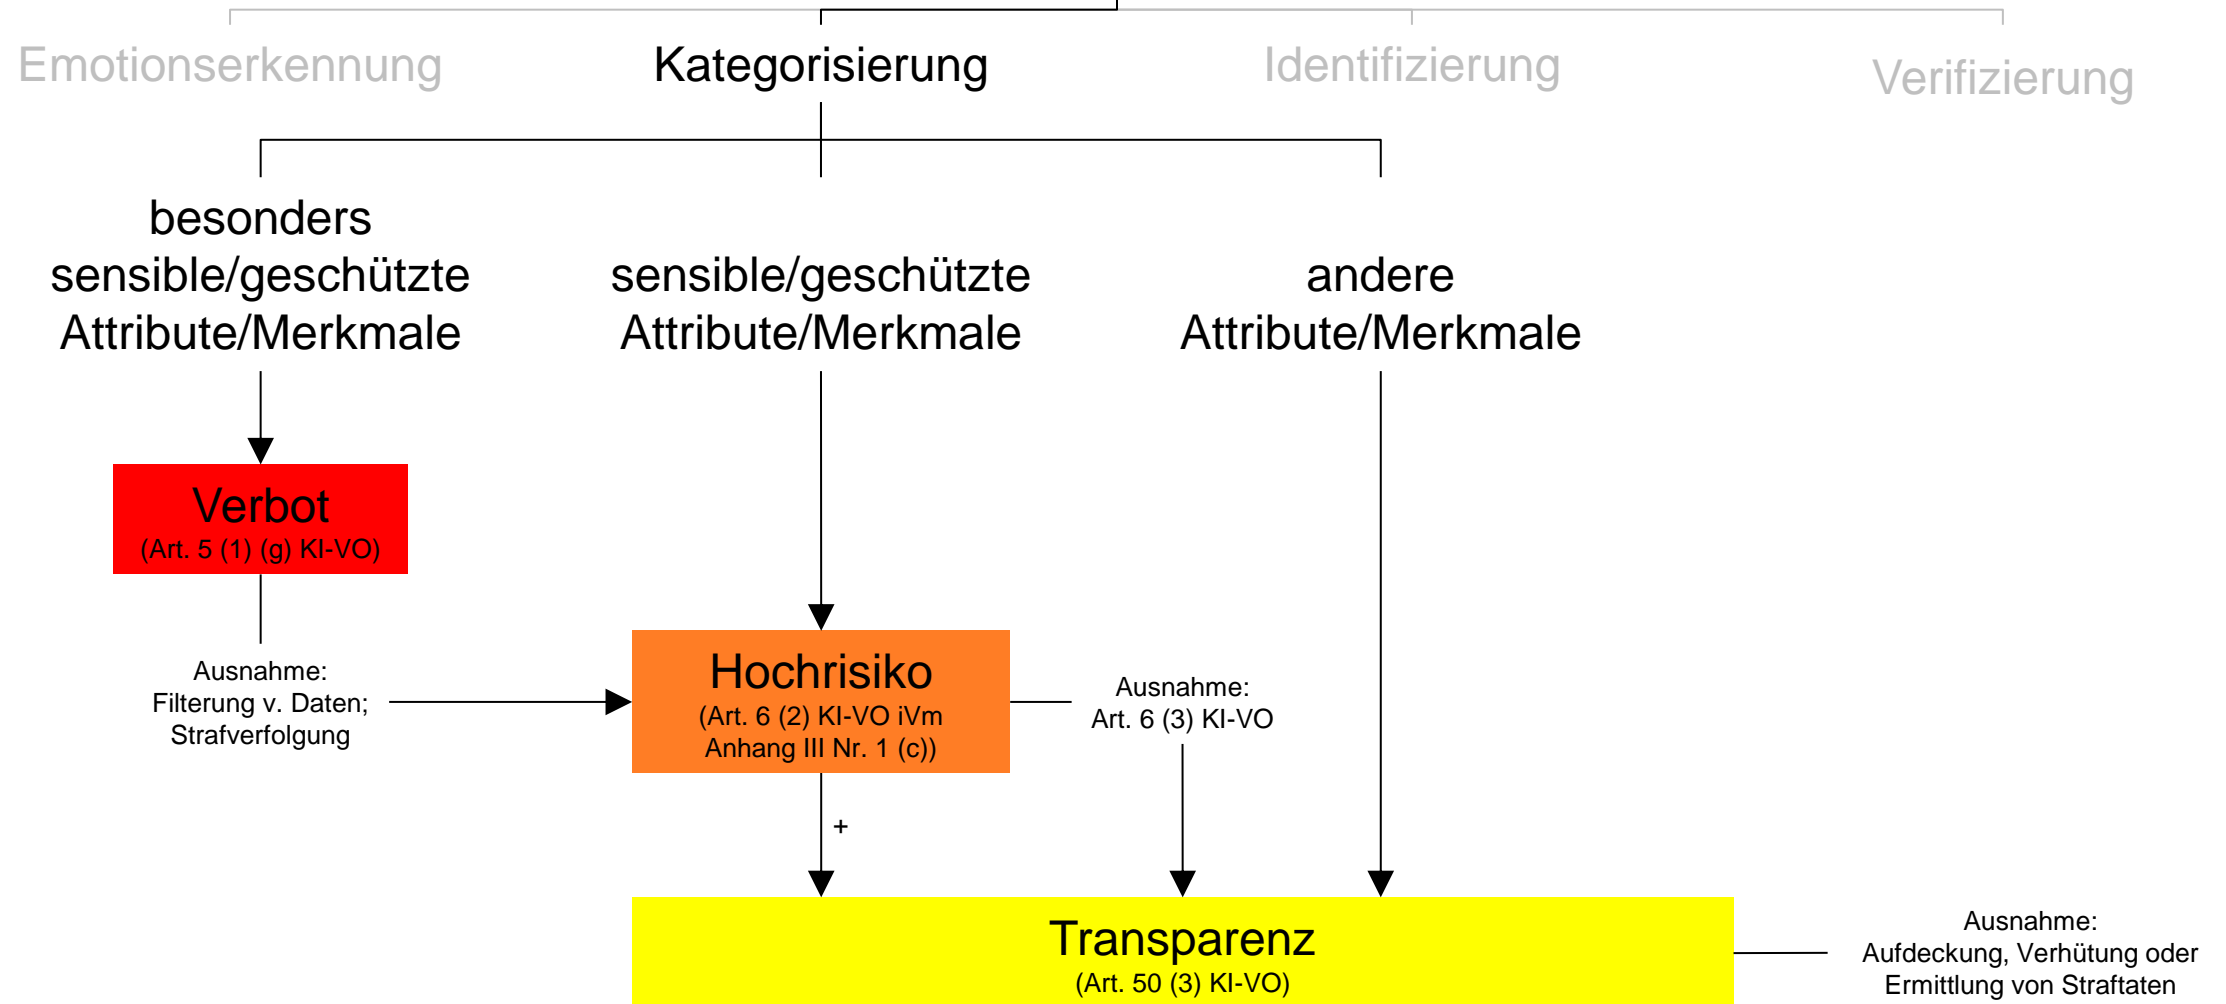 Emotionserkennung
Kategorisierung
Identifizierung
Verifizierung
besonders
sensible/geschützte
Attribute/Merkmale
sensible/geschützte
Attribute/Merkmale
andere
Attribute/Merkmale
Verbot
(Art. 5 (1) (g) KI-VO)
Ausnahme:
Filterung v. Daten;
Strafverfolgung
Hochrisiko
(Art. 6 (2) KI-VO iVm
Anhang III Nr. 1 (c))
Ausnahme:
Art. 6 (3) KI-VO
+
Transparenz
(Art. 50 (3) KI-VO)
Ausnahme:
Aufdeckung, Verhütung oder
Ermittlung von Straftaten